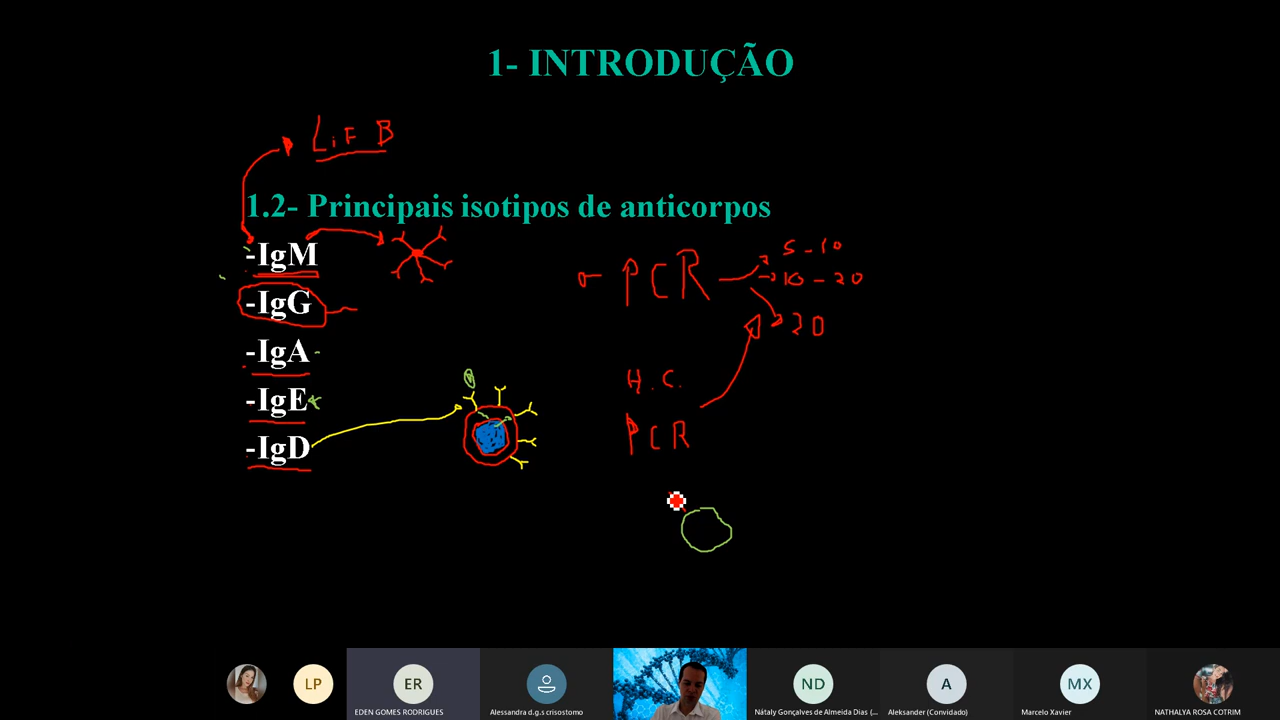 1- INTRODUÇÃO
LiF B
1.2- Principais isotipos de anticorpos
-IgM
-IgG
-IgA
-IgE
-IgD
PCR
5 - 10
10 - 20
20
H.C.
PCR
LP
ER
ND
A
MX
EDEN GOMES RODRIGUES
Alessandra d.g.s crisostomo
Nátaly Gonçalves de Almeida Dias (...
Aleksander (Convidado)
Marcelo Xavier
NATHALYA ROSA COTRIM